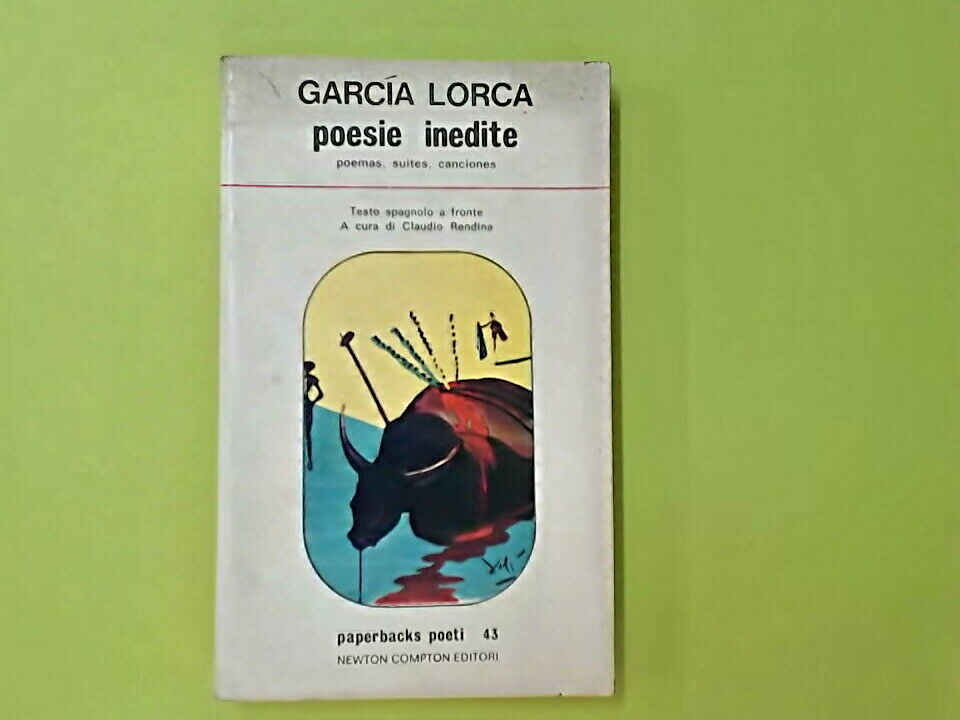 GARCÍA LORCA
poesie inedite
poemas, suites, canciones
Testo spagnolo a fronte
A cura di Claudio Rendina
Dalí
paperbacks poeti 43
NEWTON COMPTON EDITORI